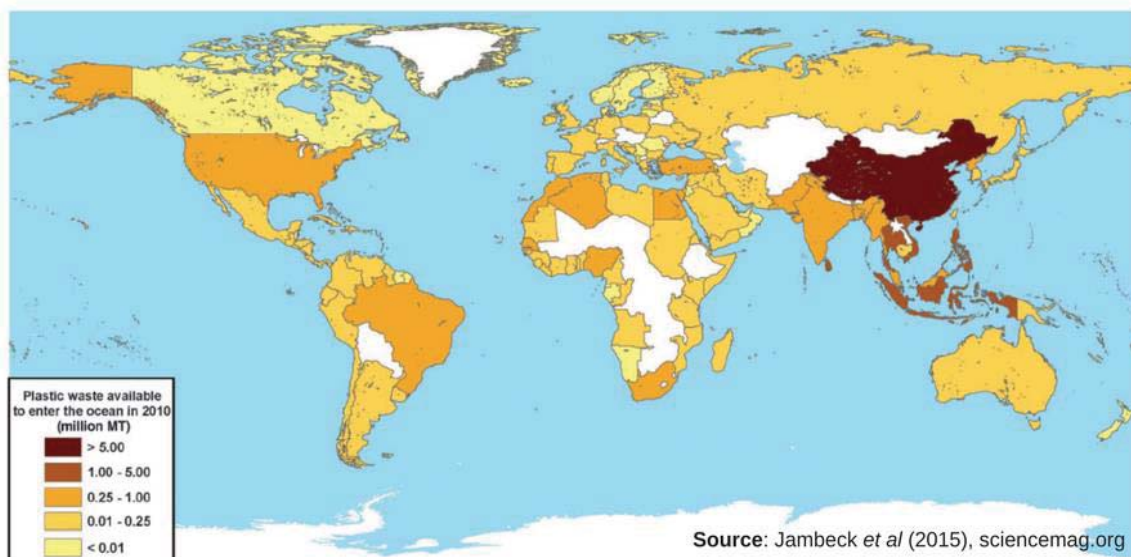 Plastic waste available
to enter the ocean in 2010
(million MT)
> 5.00
1.00 - 5.00
0.25 - 1.00
0.01 - 0.25
< 0.01
Source: Jambeck et al (2015), sciencemag.org